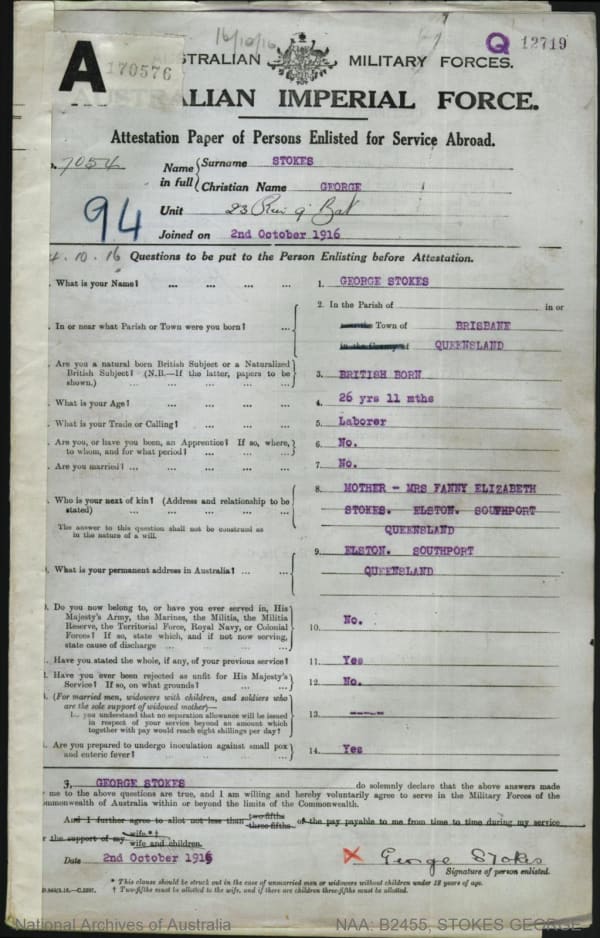 16/10/16
Q 12719
A 170576
STRALIAN MILITARY FORCES.
ALIAN IMPERIAL FORCE.
Attestation Paper of Persons Enlisted for Service Abroad.
7054
Name in full { Surname STOKES
Christian Name GEORGE
94
Unit 23 Rein 9 Bat
Joined on 2nd October 1916
.10.16 Questions to be put to the Person Enlisting before Attestation.
. What is your Name? ... ... ... ... 1. GEORGE STOKES
. In or near what Parish or Town were you born? ... 2. In the Parish of in or
Town of BRISBANE
in the County of QUEENSLAND
. Are you a natural born British Subject or a Naturalized
British Subject? (N.B.—If the latter, papers to be
shown.) ... ... ... ... 3. BRITISH BORN
. What is your Age? ... ... ... ... 4. 26 yrs 11 mths
. What is your Trade or Calling? ... ... ... 5. Laborer
. Are you, or have you been, an Apprentice? If so, where,
to whom, and for what period? ... ... ... 6. No.
. Are you married? ... ... ... ... ... 7. No.
. Who is your next of kin? (Address and relationship to be
stated) ... ... ... ... ...
The answer to this question shall not be construed as
in the nature of a will.
8. MOTHER - MRS FANNY ELIZABETH
STOKES. ELSTON. SOUTHPORT
QUEENSLAND
. What is your permanent address in Australia? ... ... 9. ELSTON. SOUTHPORT
QUEENSLAND
. Do you now belong to, or have you ever served in, His
Majesty's Army, the Marines, the Militia, the Militia
Reserve, the Territorial Force, Royal Navy, or Colonial
Forces? If so, state which, and if not now serving,
state cause of discharge ... ... ... ... 10. No.
. Have you stated the whole, if any, of your previous service? 11. Yes
. Have you ever been rejected as unfit for His Majesty's
Service? If so, on what grounds? ... ... 12. No.
. (For married men, widowers with children, and soldiers who
are the sole support of widowed mother)—
you understand that no separation allowance will be issued
in respect of your service beyond an amount which
together with pay would reach eight shillings per day?
13. -----
. Are you prepared to undergo inoculation against small pox
and enteric fever? ... ... ... ... 14. Yes
I, GEORGE STOKES do solemnly declare that the above answers made
me to the above questions are true, and I am willing and hereby voluntarily agree to serve in the Military Forces of the
mmonwealth of Australia within or beyond the limits of the Commonwealth.
And I further agree to allot not less than two-fifths three-fifths of the pay payable to me from time to time during my service
r the support of my wife.*† wife and children.
Date 2nd October 1916
X George Stokes
Signature of person enlisted.
* This clause should be struck out in the case of unmarried men or widowers without children under 18 years of age.
† Two-fifths must be allotted to the wife, and if there are children three-fifths must be allotted.
National Archives of Australia
NAA: B2455, STOKES GEORGE